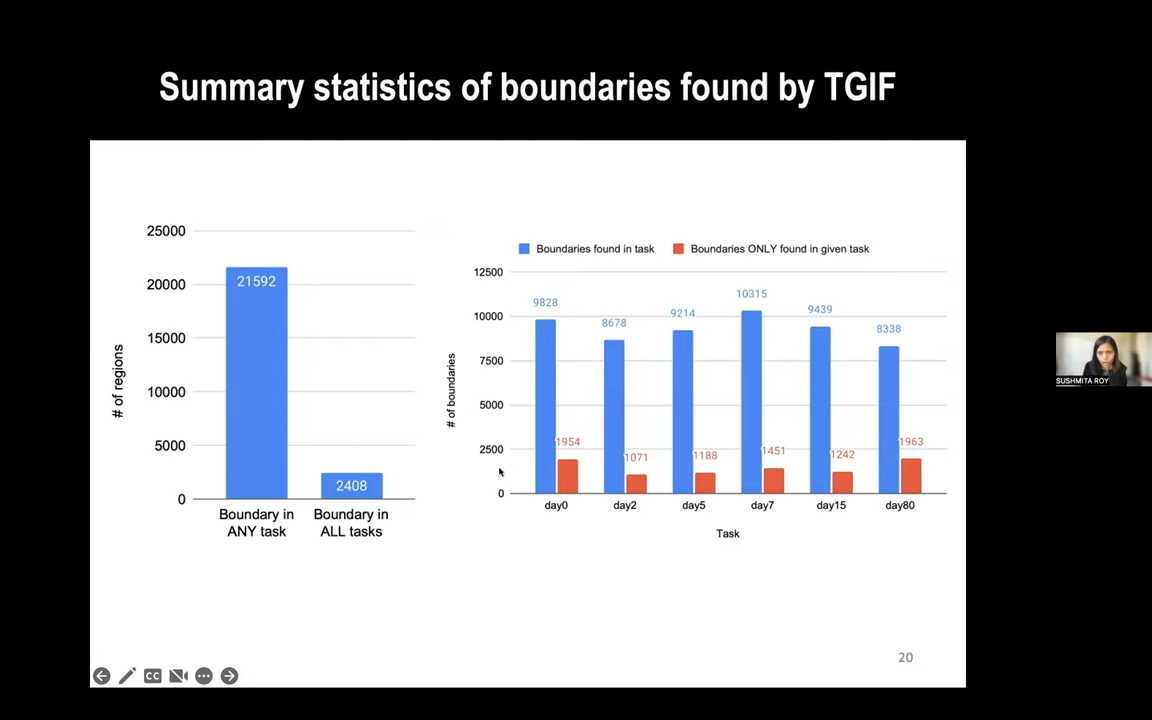 Summary statistics of boundaries found by TGIF
25000
20000
15000
10000
5000
0
# of regions
21592
2408
Boundary in ANY task
Boundary in ALL tasks
Boundaries found in task
Boundaries ONLY found in given task
12500
10000
7500
5000
2500
0
# of boundaries
9828
1954
8678
1071
9214
1188
10315
1451
9439
1242
8338
1963
day0
day2
day5
day7
day15
day80
Task
20
CC
SUSHMITA ROY